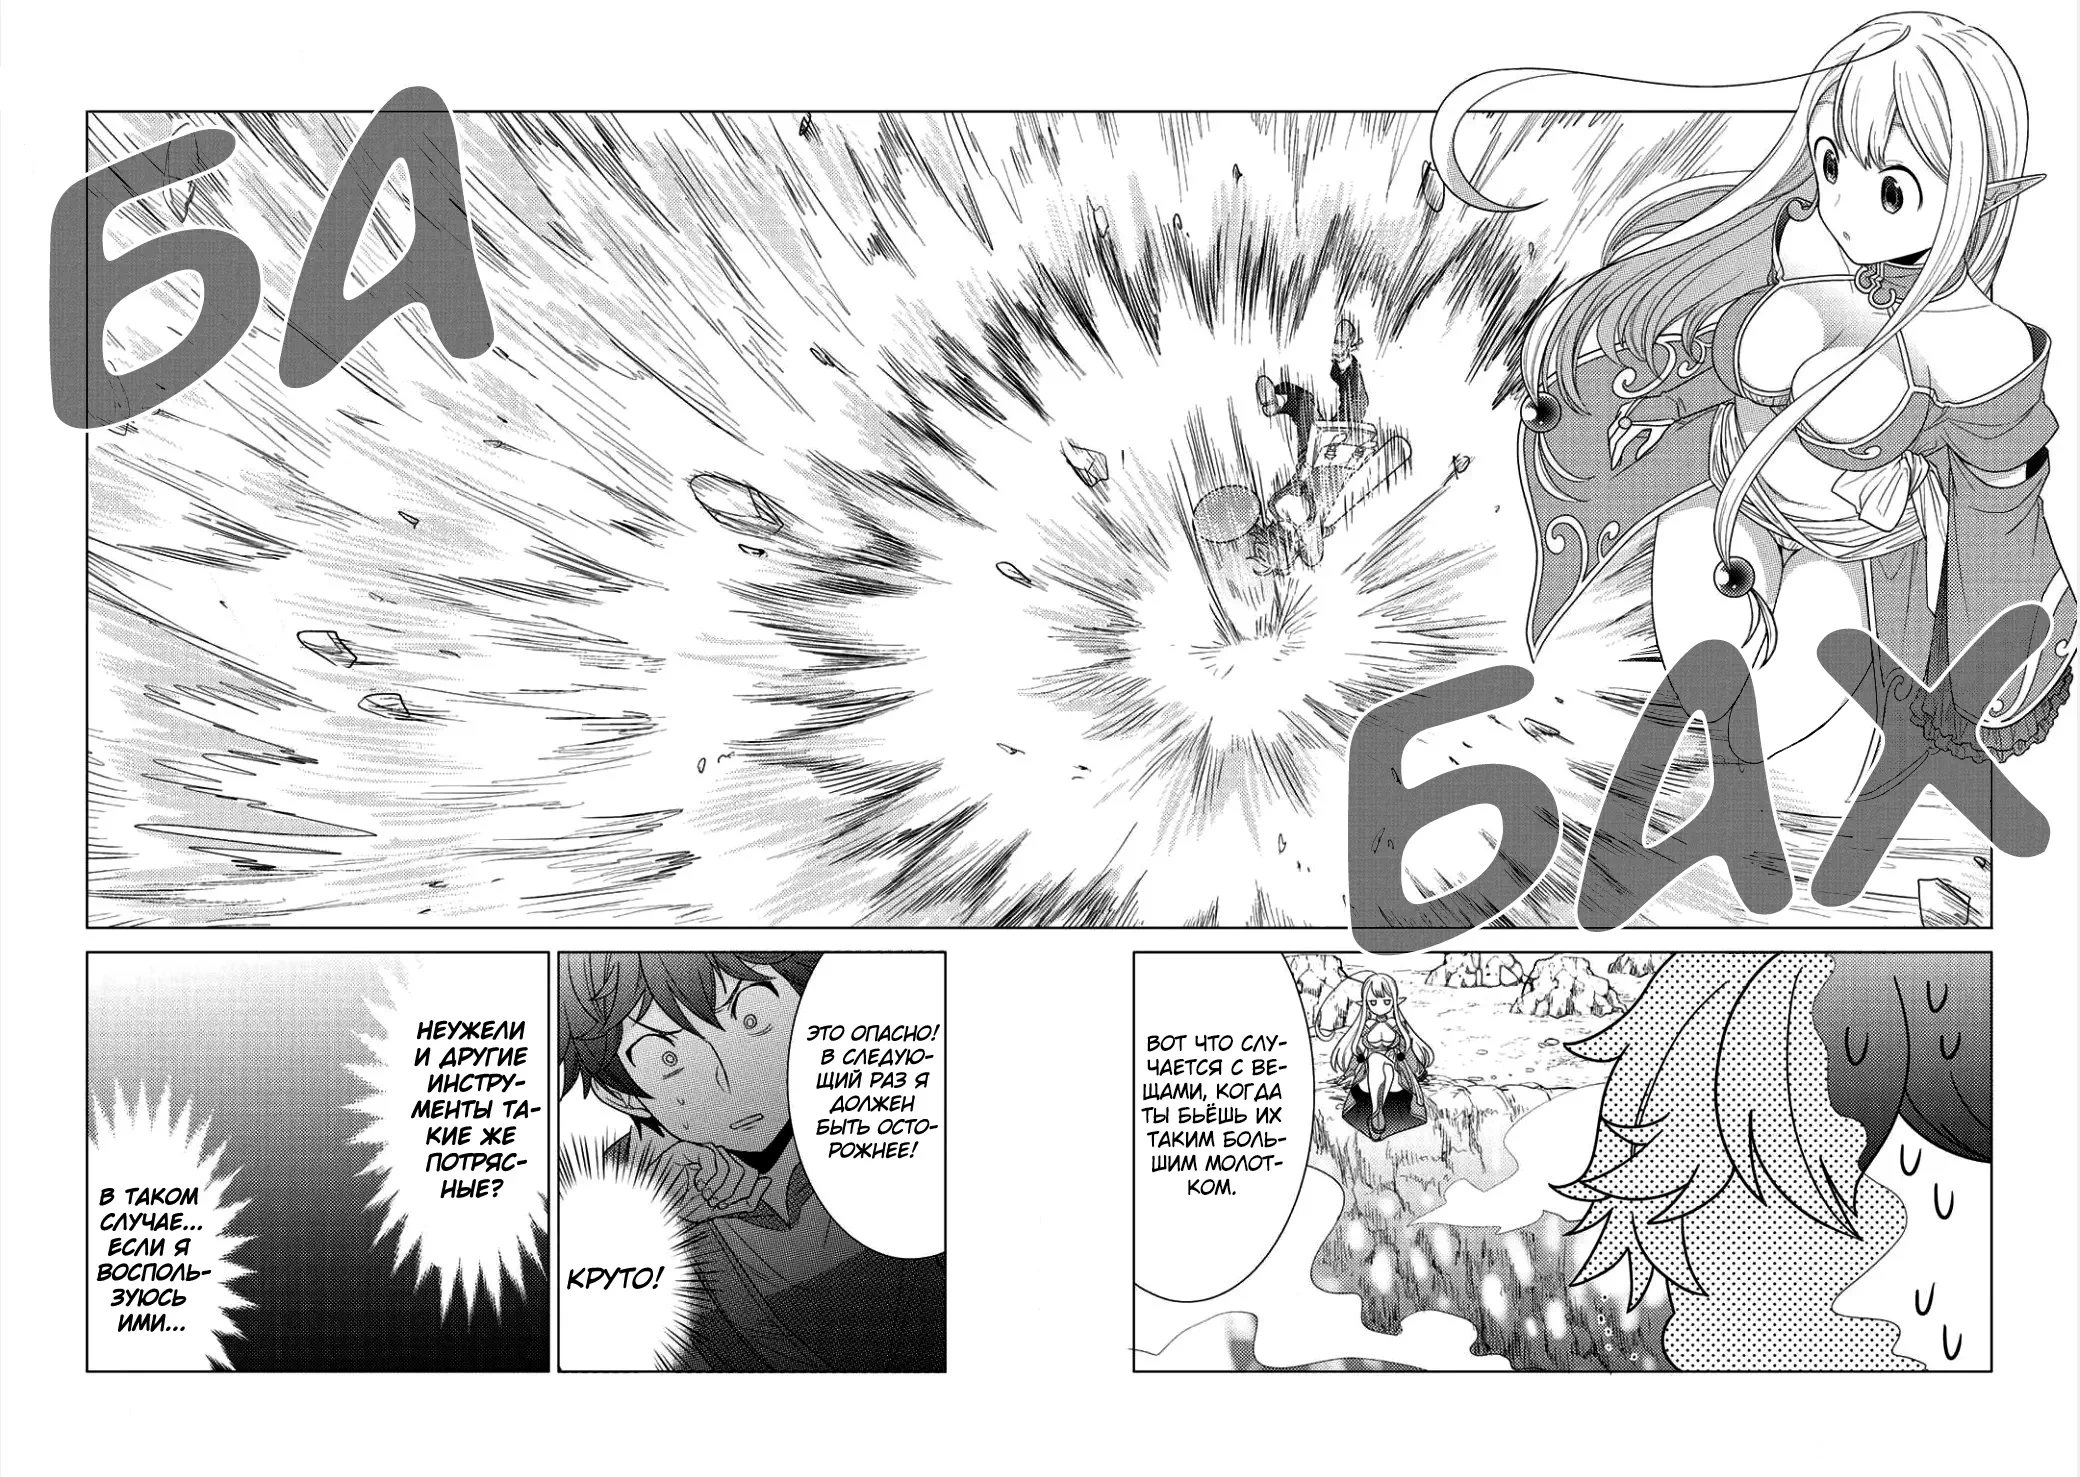 БА
БАХ
ВОТ ЧТО СЛУ-
ЧАЕТСЯ С ВЕ-
ЩАМИ, КОГДА
ТЫ БЬЁШЬ ИХ
ТАКИМ БОЛЬ-
ШИМ МОЛОТ-
КОМ.
ЭТО ОПАСНО!
В СЛЕДУЮ-
ЩИЙ РАЗ Я
ДОЛЖЕН
БЫТЬ ОСТО-
РОЖНЕЕ!
КРУТО!
НЕУЖЕЛИ
И ДРУГИЕ
ИНСТРУ-
МЕНТЫ ТА-
КИЕ ЖЕ
ПОТРЯС-
НЫЕ?
В ТАКОМ
СЛУЧАЕ...
ЕСЛИ Я
ВОСПОЛЬ-
ЗУЮСЬ
ИМИ...